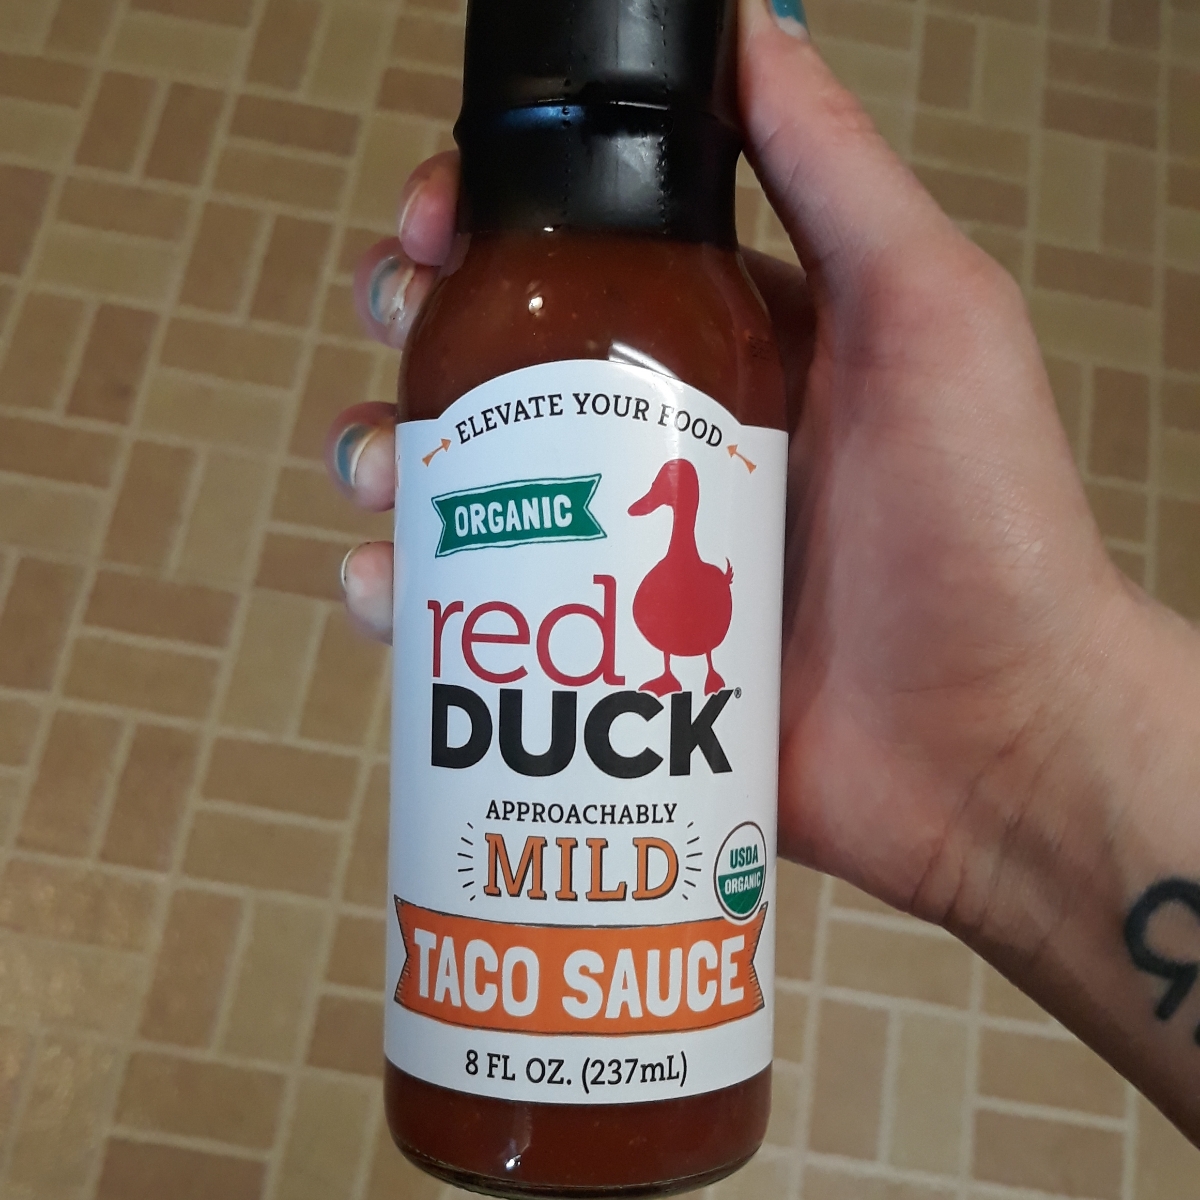 ELEVATE YOUR FOOD
ORGANIC
red
DUCK®
APPROACHABLY
MILD
USDA
ORGANIC
TACO SAUCE
8 FL OZ. (237mL)